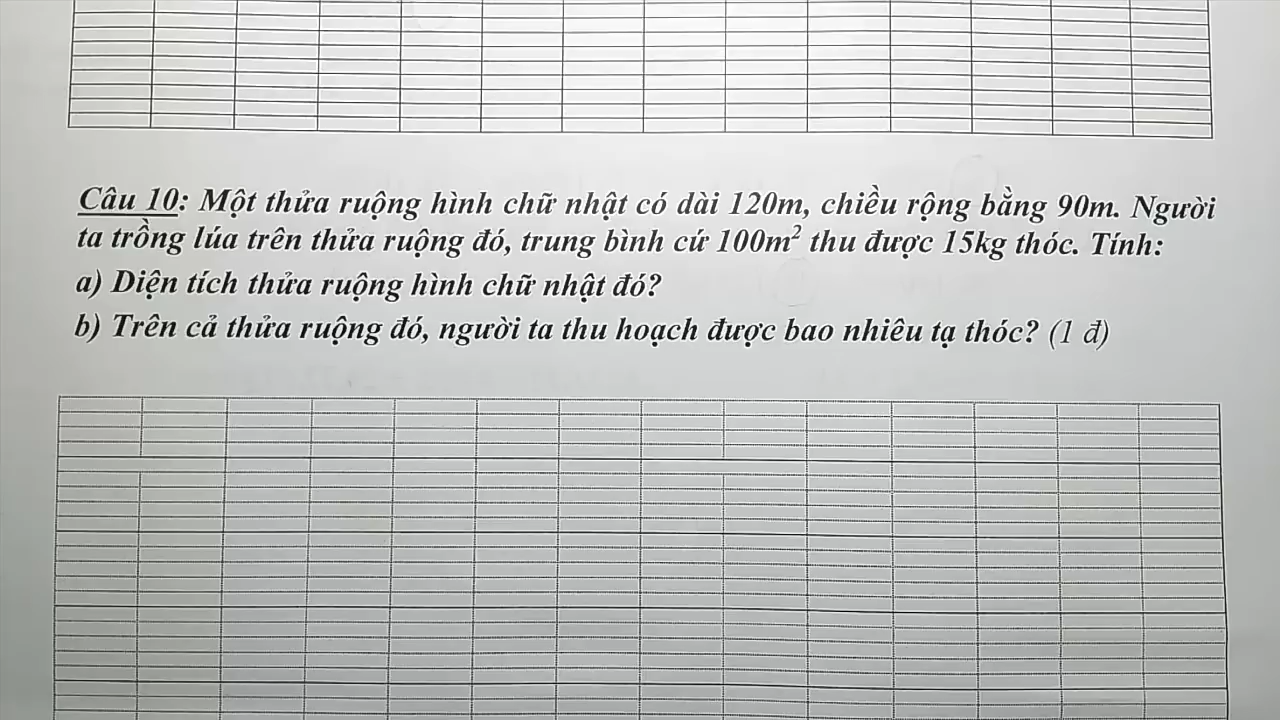 Câu 10: Một thửa ruộng hình chữ nhật có dài 120m, chiều rộng bằng 90m. Người
ta trồng lúa trên thửa ruộng đó, trung bình cứ 100m² thu được 15kg thóc. Tính:
a) Diện tích thửa ruộng hình chữ nhật đó?
b) Trên cả thửa ruộng đó, người ta thu hoạch được bao nhiêu tạ thóc? (1 đ)